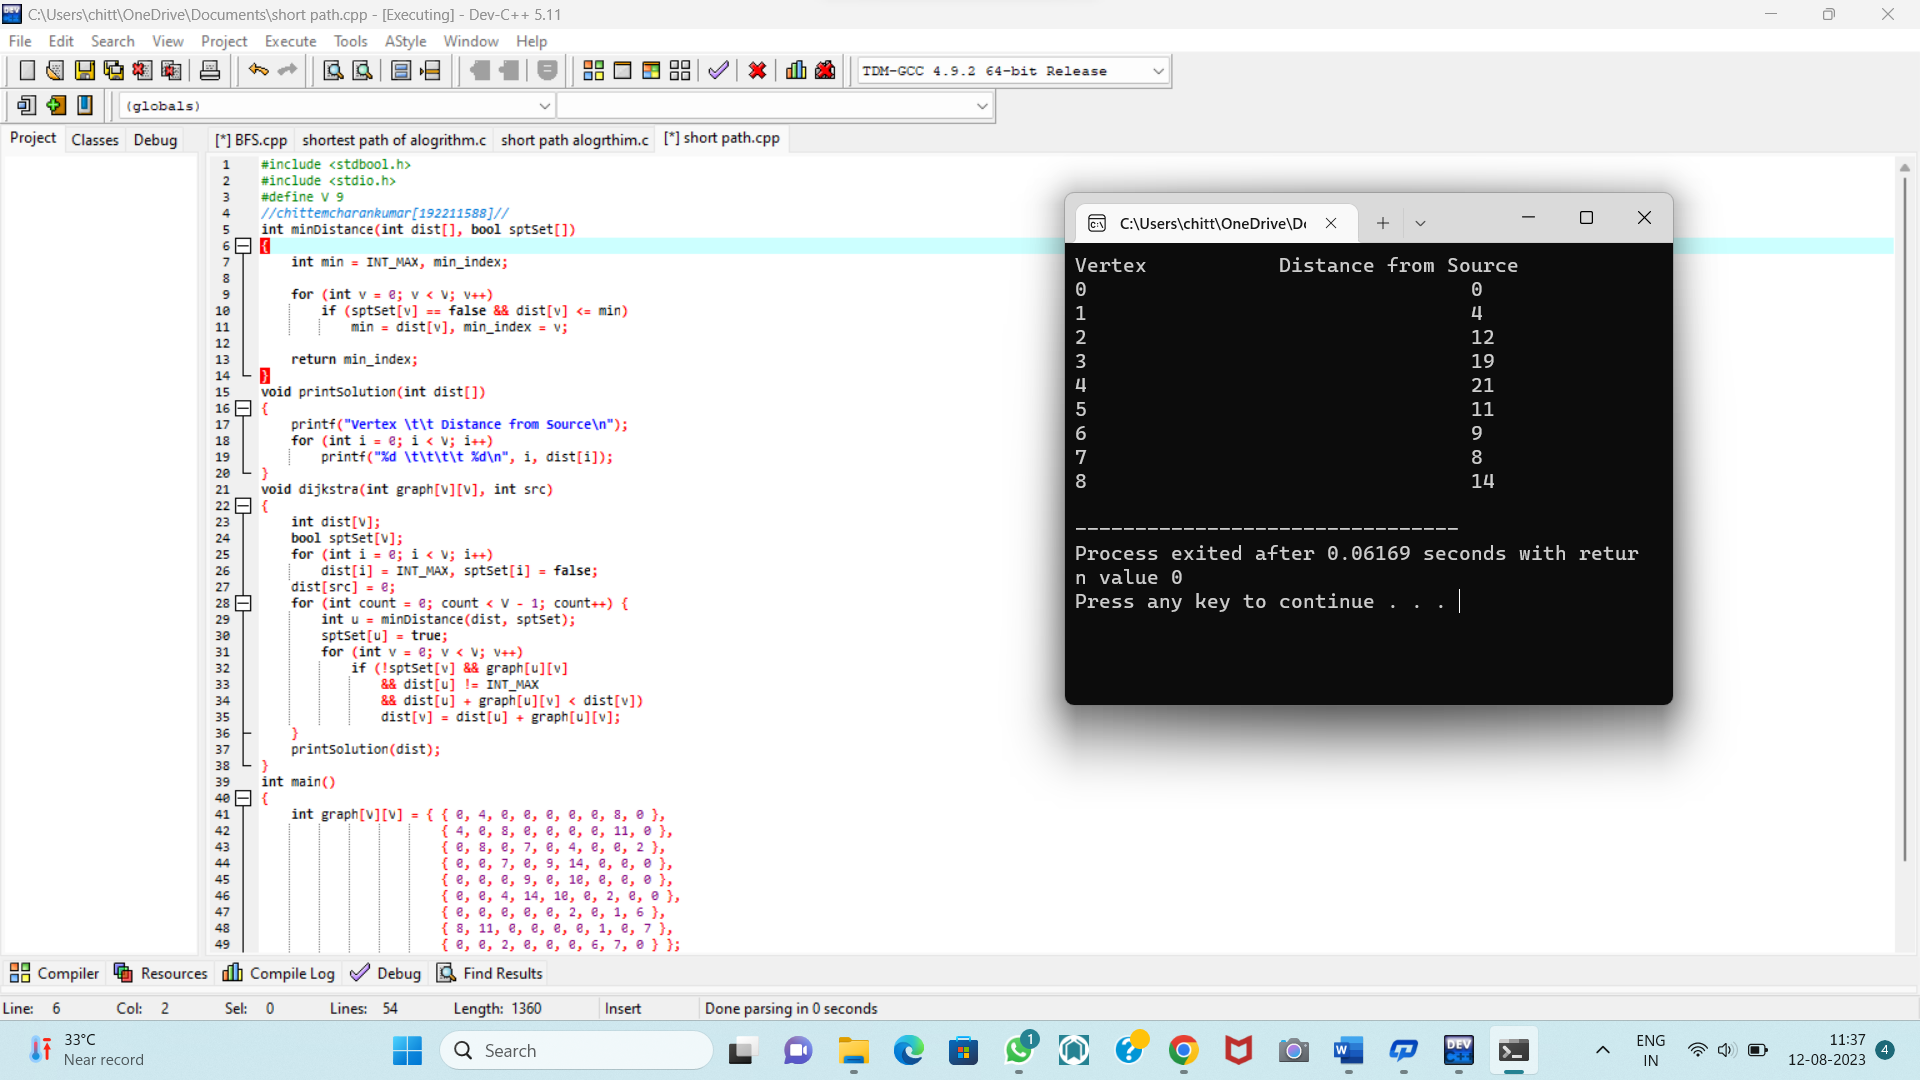 C:\Users\chitt\OneDrive\Documents\short path.cpp - [Executing] - Dev-C++ 5.11
File Edit Search View Project Execute Tools AStyle Window Help
TDM-GCC 4.9.2 64-bit Release
(globals)
Project Classes Debug
[*] BFS.cpp shortest path of alogrithm.c short path alogrthim.c [*] short path.cpp
1 #include <stdbool.h>
2 #include <stdio.h>
3 #define V 9
4 //chittemcharankumar[192211588]//
5 int minDistance(int dist[], bool sptSet[])
6 {
7 int min = INT_MAX, min_index;
8
9 for (int v = 0; v < V; v++)
10 if (sptSet[v] == false && dist[v] <= min)
11 min = dist[v], min_index = v;
12
13 return min_index;
14 }
15 void printSolution(int dist[])
16 {
17 printf("Vertex \t\t Distance from Source\n");
18 for (int i = 0; i < V; i++)
19 printf("%d \t\t\t\t %d\n", i, dist[i]);
20 }
21 void dijkstra(int graph[V][V], int src)
22 {
23 int dist[V];
24 bool sptSet[V];
25 for (int i = 0; i < V; i++)
26 dist[i] = INT_MAX, sptSet[i] = false;
27 dist[src] = 0;
28 for (int count = 0; count < V - 1; count++) {
29 int u = minDistance(dist, sptSet);
30 sptSet[u] = true;
31 for (int v = 0; v < V; v++)
32 if (!sptSet[v] && graph[u][v]
33 && dist[u] != INT_MAX
34 && dist[u] + graph[u][v] < dist[v])
35 dist[v] = dist[u] + graph[u][v];
36 }
37 printSolution(dist);
38 }
39 int main()
40 {
41 int graph[V][V] = { { 0, 4, 0, 0, 0, 0, 0, 8, 0 },
42 { 4, 0, 8, 0, 0, 0, 0, 11, 0 },
43 { 0, 8, 0, 7, 0, 4, 0, 0, 2 },
44 { 0, 0, 7, 0, 9, 14, 0, 0, 0 },
45 { 0, 0, 0, 9, 0, 10, 0, 0, 0 },
46 { 0, 0, 4, 14, 10, 0, 2, 0, 0 },
47 { 0, 0, 0, 0, 0, 2, 0, 1, 6 },
48 { 8, 11, 0, 0, 0, 0, 1, 0, 7 },
49 { 0, 0, 2, 0, 0, 0, 6, 7, 0 } };
C:\Users\chitt\OneDrive\Dc
Vertex Distance from Source
0 0
1 4
2 12
3 19
4 21
5 11
6 9
7 8
8 14
--------------------------------
Process exited after 0.06169 seconds with retur
n value 0
Press any key to continue . . .
Compiler Resources Compile Log Debug Find Results
Line: 6 Col: 2 Sel: 0 Lines: 54 Length: 1360 Insert Done parsing in 0 seconds
33°C
Near record
Search
1
DEV
C++
ENG
IN
11:37
12-08-2023
4